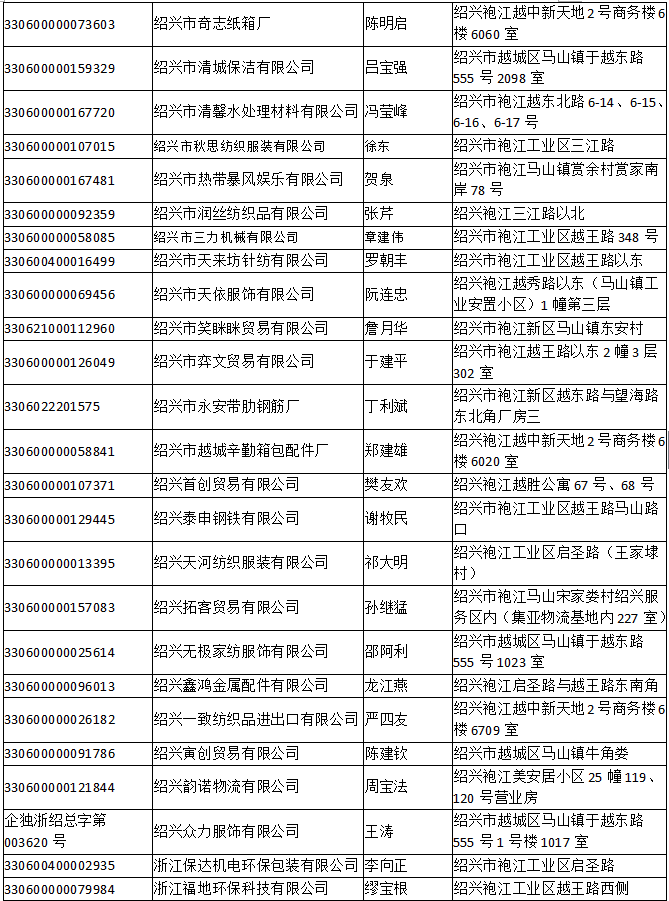 330600000073603 绍兴市奇志纸箱厂 陈明启 绍兴袍江越中新天地2号商务楼6
楼6060室
330600000159329 绍兴市清城保洁有限公司 吕宝强 绍兴市越城区马山镇于越东路
555号2098室
330600000167720 绍兴市清馨水处理材料有限公司 冯莹峰 绍兴市袍江越东北路6-14、6-15、
6-16、6-17号
330600000107015 绍兴市秋思纺织服装有限公司 徐东 绍兴市袍江工业区三江路
330600000167481 绍兴市热带暴风娱乐有限公司 贺泉 绍兴市袍江马山镇赏余村赏家南
岸78号
330600000092359 绍兴市润丝纺织品有限公司 张芹 绍兴袍江三江路以北
330600000058085 绍兴市三力机械有限公司 章建伟 绍兴市袍江工业区越王路348号
330600400016499 绍兴市天来坊针纺有限公司 罗朝丰 绍兴市袍江工业区越王路以东
330600000069456 绍兴市天依服饰有限公司 阮连忠 绍兴袍江越秀路以东（马山镇工
业安置小区）1幢第三层
330621000112960 绍兴市笑眯眯贸易有限公司 詹月华 绍兴市袍江新区马山镇东安村
330600000126049 绍兴市弈文贸易有限公司 于建平 绍兴市袍江越王路以东2幢3层
302室
3306022201575 绍兴市永安带肋钢筋厂 丁利斌 绍兴市袍江新区越东路与望海路
东北角厂房三
330600000058841 绍兴市越城辛勤箱包配件厂 郑建雄 绍兴袍江越中新天地2号商务楼6
楼6020室
330600000107371 绍兴首创贸易有限公司 樊友欢 绍兴袍江越胜公寓67号、68号
330600000129445 绍兴泰申钢铁有限公司 谢牧民 绍兴市袍江工业区越王路马山路
口
330600000013395 绍兴天河纺织服装有限公司 祁大明 绍兴袍江工业区启圣路（王家埭
村）
330600000157083 绍兴拓客贸易有限公司 孙继猛 绍兴市袍江马山宋家娄村绍兴服
务区内（集亚物流基地内227室）
330600000025614 绍兴无极家纺服饰有限公司 邵阿利 绍兴市越城区马山镇于越东路
555号1023室
330600000096013 绍兴鑫鸿金属配件有限公司 龙江燕 绍兴袍江启圣路与越王路东南角
330600000026182 绍兴一致纺织品进出口有限公司 严四友 绍兴袍江越中新天地2号商务楼6
楼6709室
330600000091786 绍兴寅创贸易有限公司 陈建钦 绍兴市越城区马山镇牛角娄
330600000121844 绍兴韵诺物流有限公司 周宝法 绍兴袍江美安居小区25幢119、
120号营业房
企独浙绍总字第
003620号 绍兴众力服饰有限公司 王涛 绍兴市越城区马山镇于越东路
555号1号楼1017室
330600400002935 浙江保达机电环保包装有限公司 李向正 绍兴市袍江工业区启圣路
330600000079984 浙江福地环保科技有限公司 缪宝根 绍兴袍江工业区越王路西侧